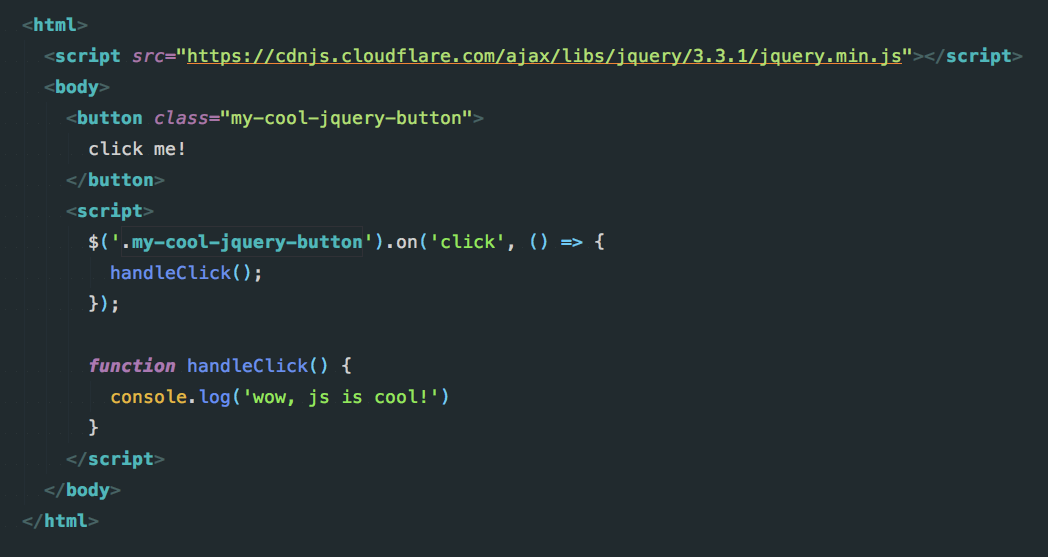 <html>
<script src="https://cdnjs.cloudflare.com/ajax/libs/jquery/3.3.1/jquery.min.js"></script>
<body>
<button class="my-cool-jquery-button">
click me!
</button>
<script>
$('.my-cool-jquery-button').on('click', () => {
handleClick();
});
function handleClick() {
console.log('wow, js is cool!')
}
</script>
</body>
</html>